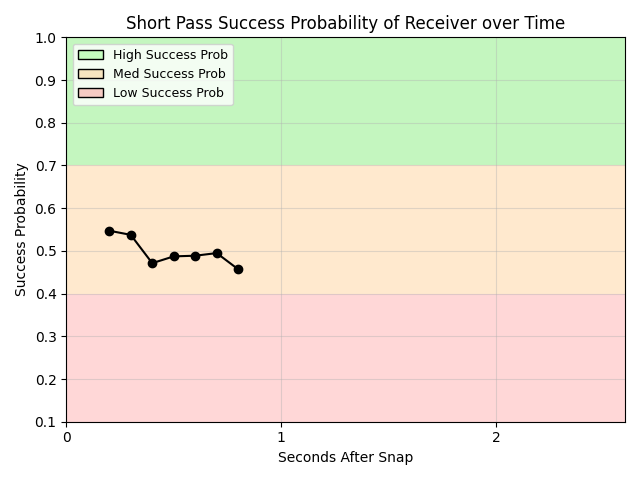 Short Pass Success Probability of Receiver over Time
1.0
0.9
0.8
0.7
0.6
0.5
0.4
0.3
0.2
0.1
Success Probability
High Success Prob
Med Success Prob
Low Success Prob
0
1
2
Seconds After Snap